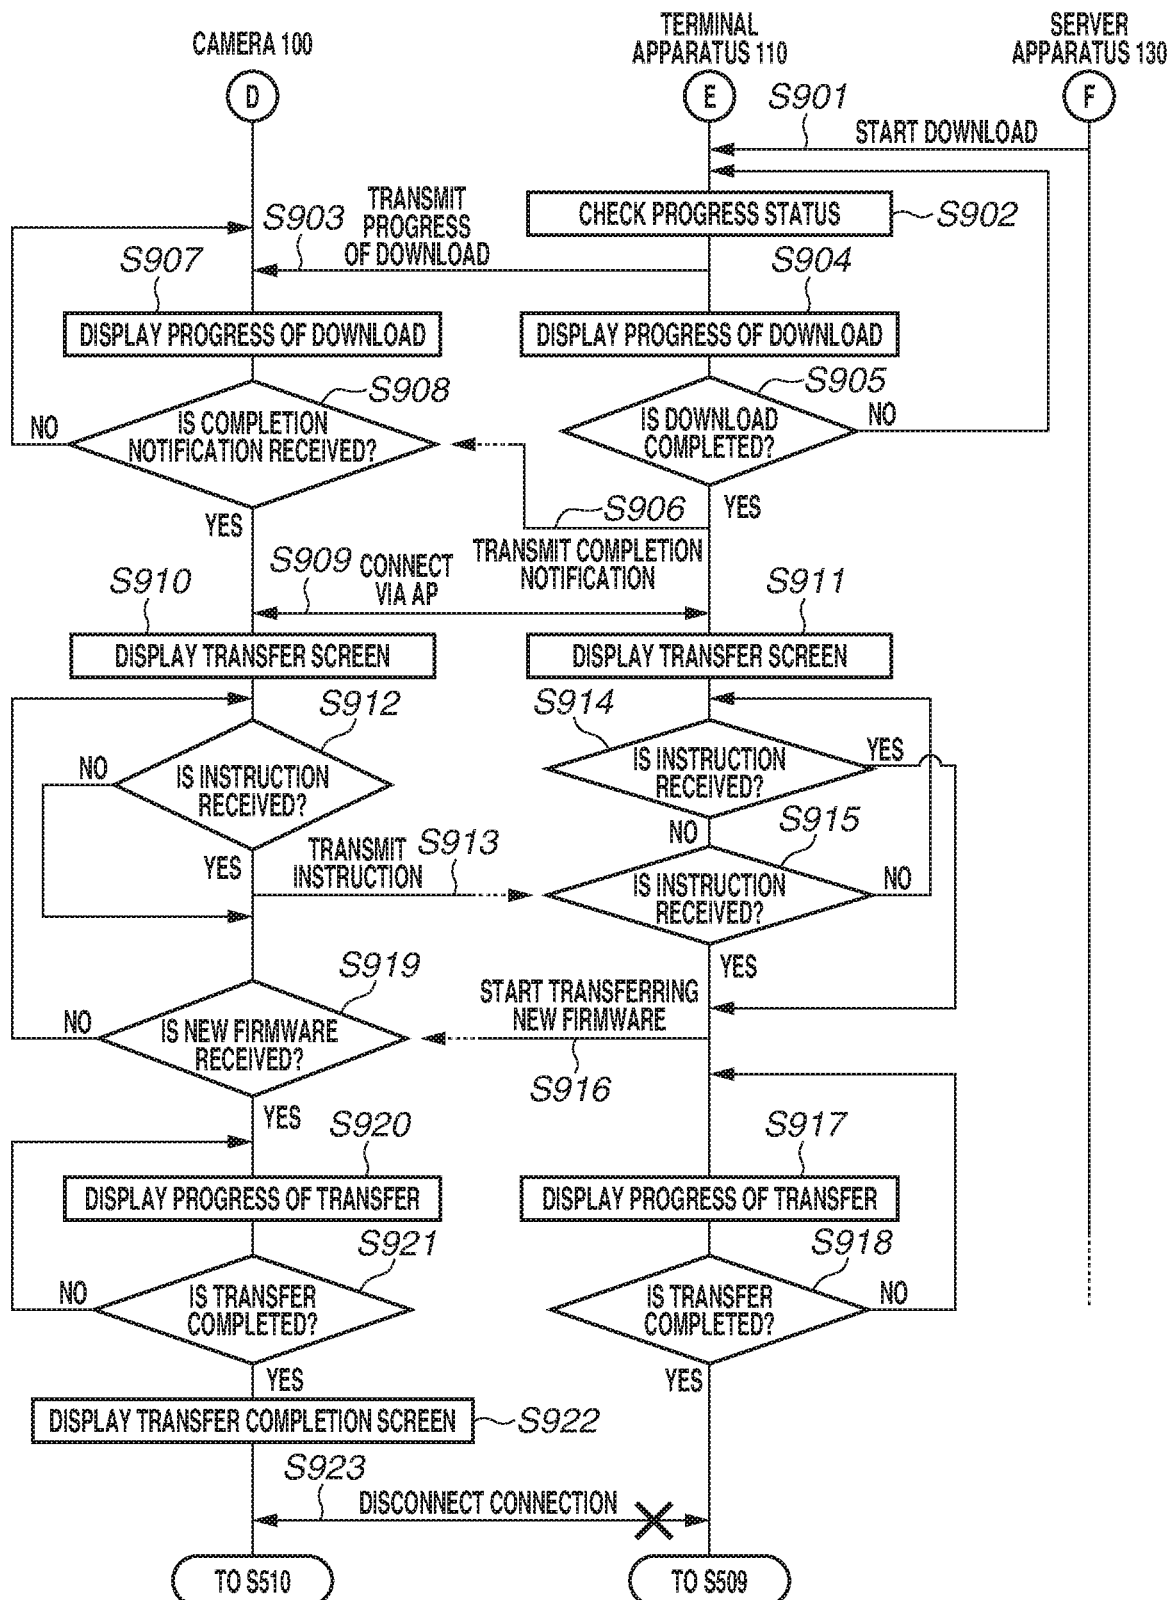 CAMERA 100
TERMINAL
APPARATUS 110
SERVER
APPARATUS 130
D
E
F
S901
START DOWNLOAD
CHECK PROGRESS STATUS
S902
S903
TRANSMIT
PROGRESS
OF DOWNLOAD
S907
S904
DISPLAY PROGRESS OF DOWNLOAD
DISPLAY PROGRESS OF DOWNLOAD
S908
S905
NO
IS COMPLETION
NOTIFICATION RECEIVED?
IS DOWNLOAD
COMPLETED?
NO
YES
S906
YES
TRANSMIT COMPLETION
NOTIFICATION
S909
CONNECT
VIA AP
S910
S911
DISPLAY TRANSFER SCREEN
DISPLAY TRANSFER SCREEN
S912
S914
NO
IS INSTRUCTION
RECEIVED?
IS INSTRUCTION
RECEIVED?
YES
NO
S915
YES
TRANSMIT
INSTRUCTION
S913
IS INSTRUCTION
RECEIVED?
NO
YES
S919
START TRANSFERRING
NEW FIRMWARE
NO
IS NEW FIRMWARE
RECEIVED?
S916
YES
S920
S917
DISPLAY PROGRESS OF TRANSFER
DISPLAY PROGRESS OF TRANSFER
S921
S918
NO
IS TRANSFER
COMPLETED?
IS TRANSFER
COMPLETED?
NO
YES
YES
DISPLAY TRANSFER COMPLETION SCREEN
S922
S923
DISCONNECT CONNECTION
TO S510
TO S509